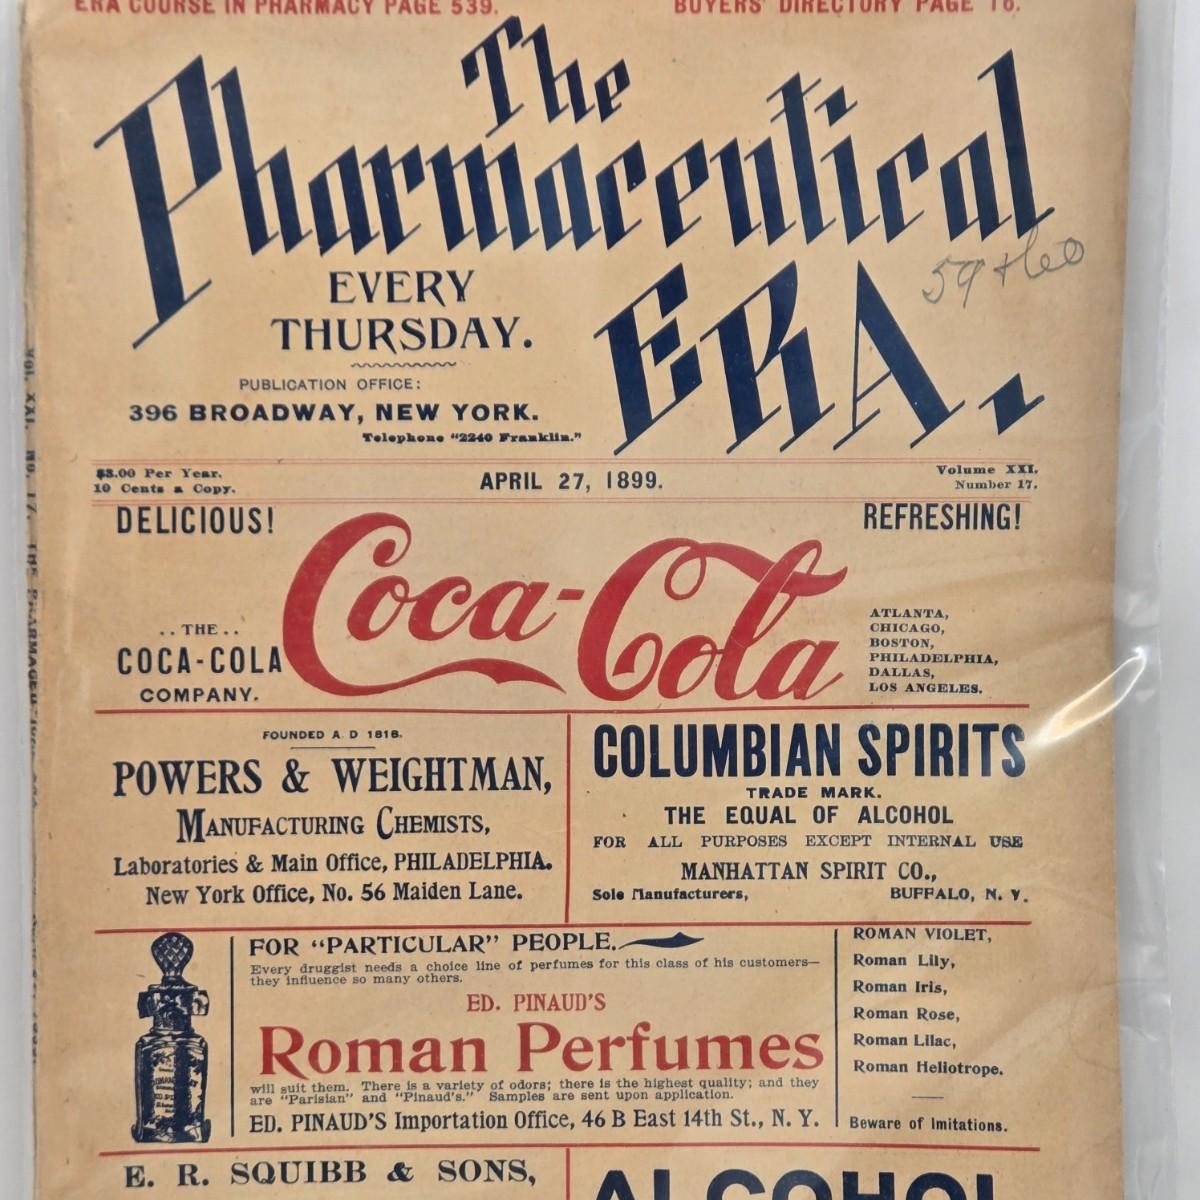 ERA COURSE IN PHARMACY PAGE 539.
BUYERS' DIRECTORY PAGE 16.
The
Pharmaceutical
ERA.
EVERY
THURSDAY.
PUBLICATION OFFICE:
396 BROADWAY, NEW YORK.
Telephone "2240 Franklin."
$3.00 Per Year.
10 Cents a Copy.
APRIL 27, 1899.
Volume XXI.
Number 17.
DELICIOUS!
REFRESHING!
Coca-Cola
..THE..
COCA-COLA
COMPANY.
ATLANTA,
CHICAGO,
BOSTON,
PHILADELPHIA,
DALLAS,
LOS ANGELES.
FOUNDED A. D 1818.
POWERS & WEIGHTMAN,
MANUFACTURING CHEMISTS,
Laboratories & Main Office, PHILADELPHIA.
New York Office, No. 56 Maiden Lane.
COLUMBIAN SPIRITS
TRADE MARK.
THE EQUAL OF ALCOHOL
FOR ALL PURPOSES EXCEPT INTERNAL USE
MANHATTAN SPIRIT CO.,
Sole Manufacturers, BUFFALO, N. Y.
FOR "PARTICULAR" PEOPLE.
Every druggist needs a choice line of perfumes for this class of his customers—
they influence so many others.
ED. PINAUD'S
Roman Perfumes
will suit them. There is a variety of odors; there is the highest quality; and they
are "Parisian" and "Pinaud's." Samples are sent upon application.
ED. PINAUD'S Importation Office, 46 B East 14th St., N. Y.
ROMAN VIOLET,
Roman Lily,
Roman Iris,
Roman Rose,
Roman Lilac,
Roman Heliotrope.
Beware of Imitations.
E. R. SQUIBB & SONS,
ALCOHOL